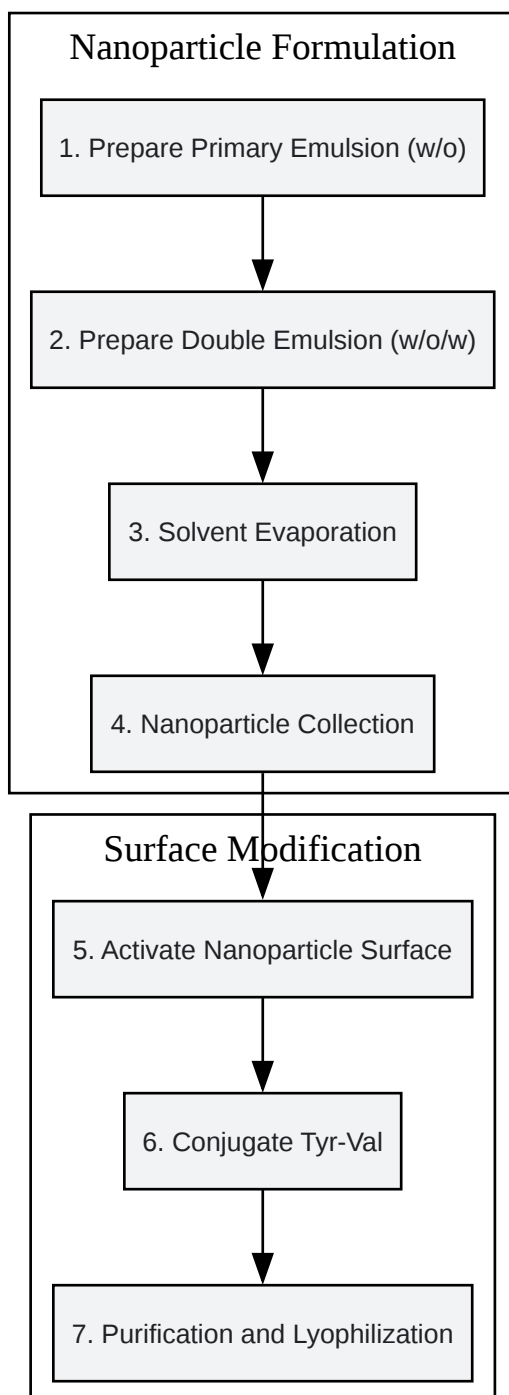 Nanoparticle Formulation
1. Prepare Primary Emulsion (w/o)
2. Prepare Double Emulsion (w/o/w)
3. Solvent Evaporation
4. Nanoparticle Collection
Surface Modification
5. Activate Nanoparticle Surface
6. Conjugate Tyr-Val
7. Purification and Lyophilization